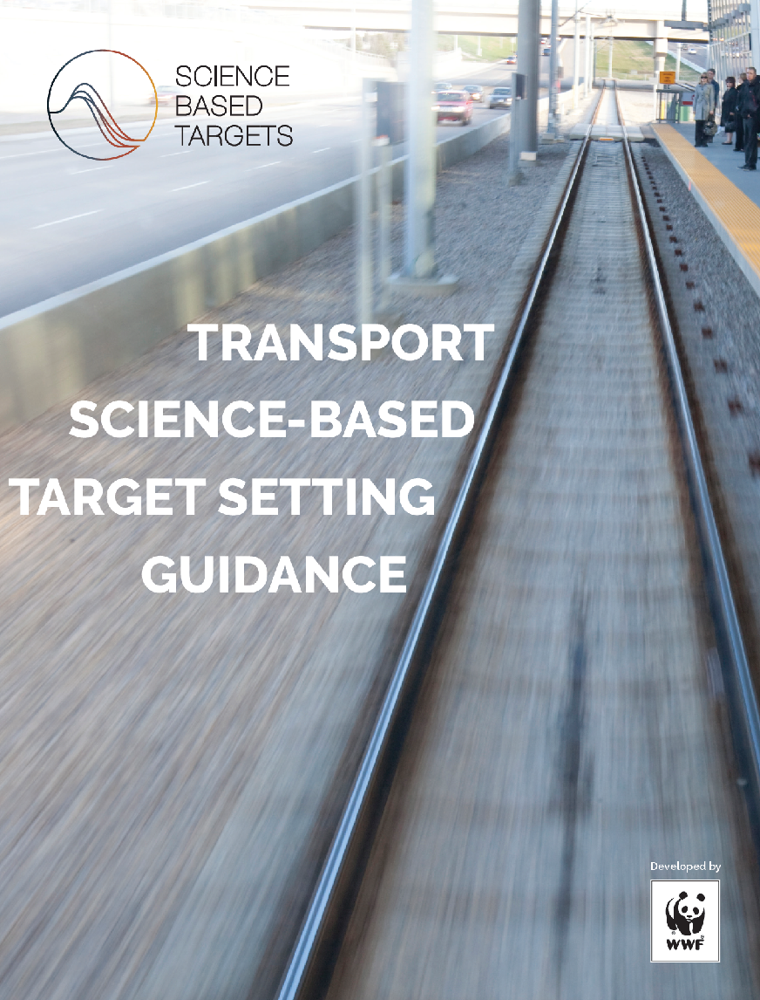 SCIENCE
BASED
TARGETS
TRANSPORT
SCIENCE-BASED
TARGET SETTING
GUIDANCE
Developed by
WWF